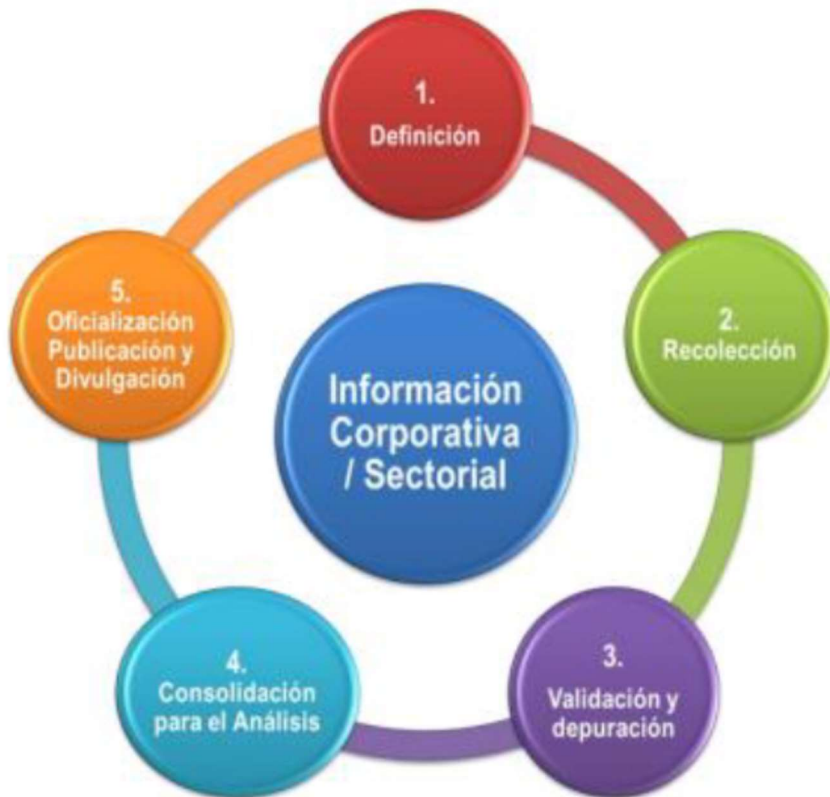 1.
Definición
2.
Recolección
3.
Validación y
depuración
4.
Consolidación
para el Análisis
5.
Oficialización
Publicación y
Divulgación
Información
Corporativa
/ Sectorial